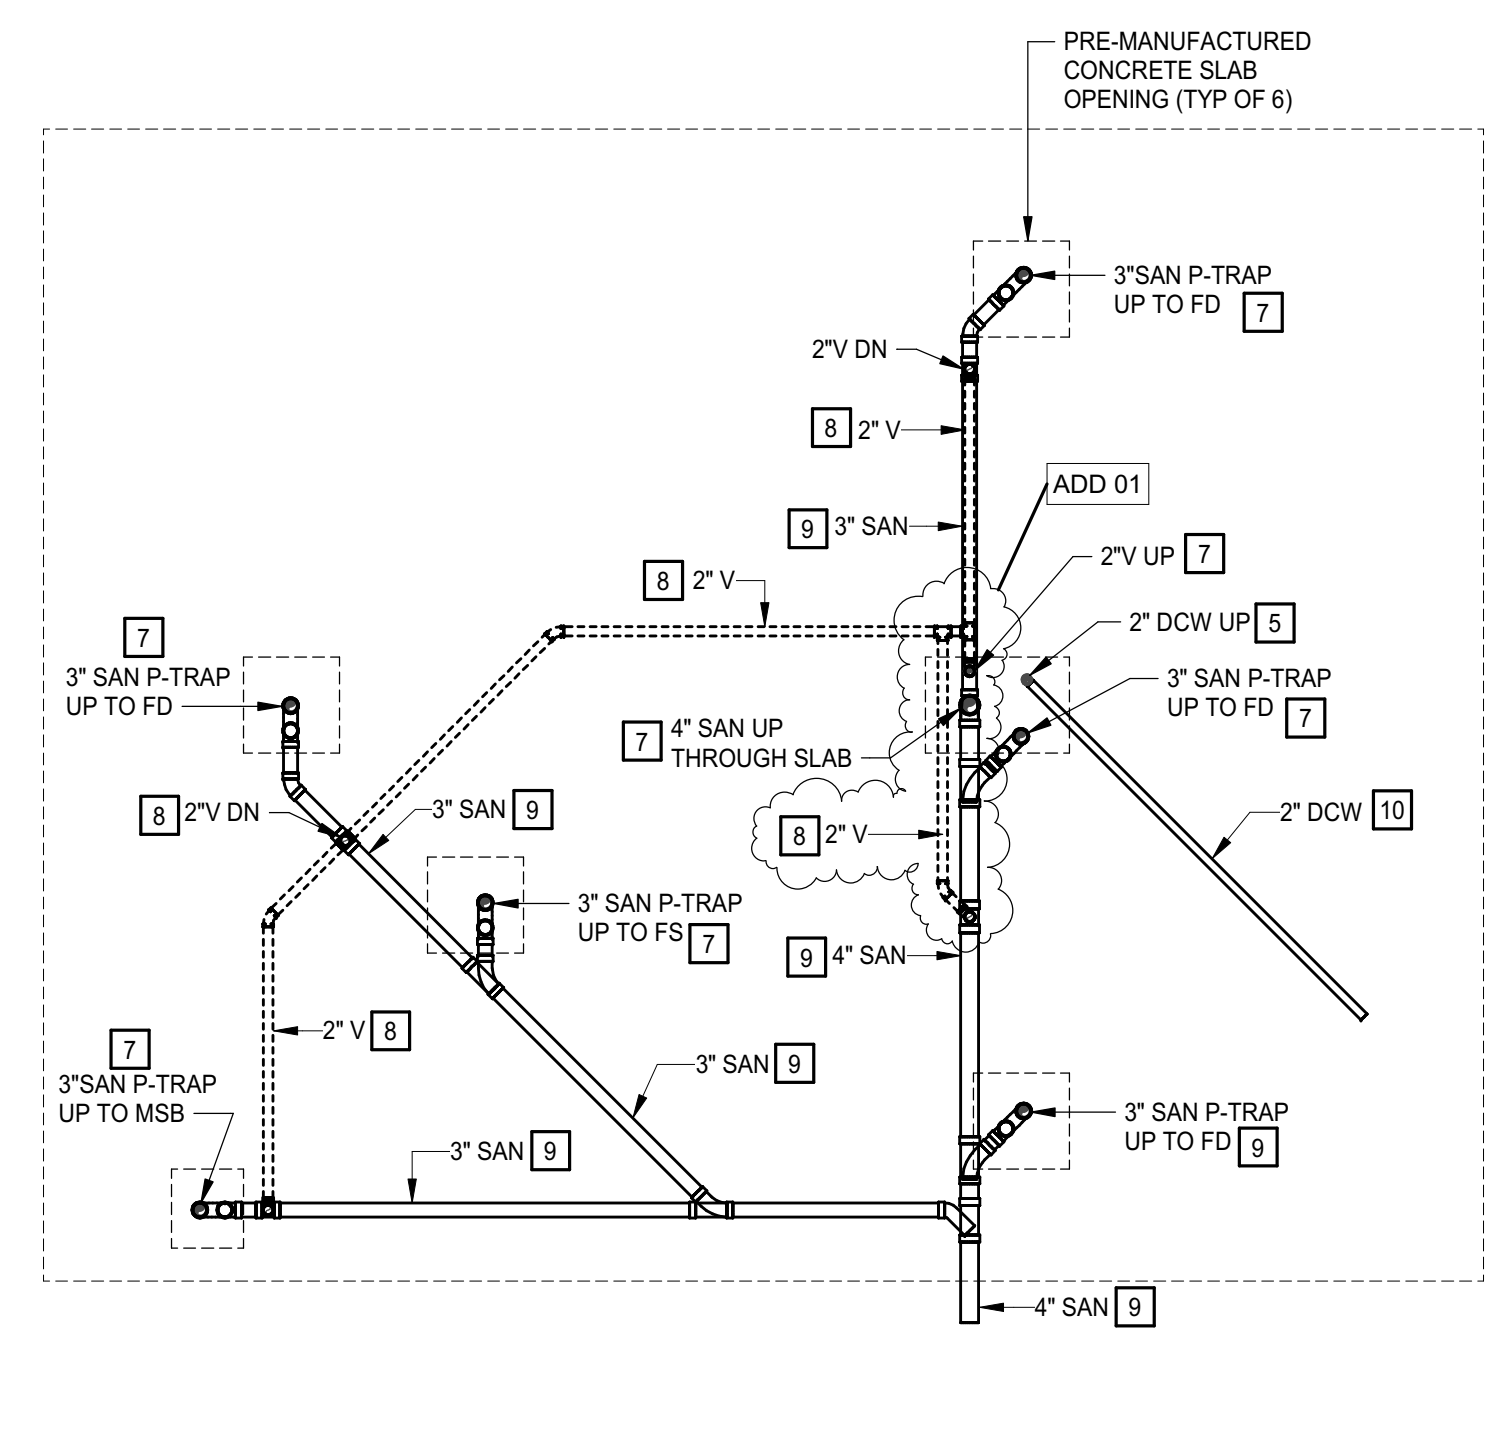 PRE-MANUFACTURED
CONCRETE SLAB
OPENING (TYP OF 6)
3"SAN P-TRAP
UP TO FD 7
2"V DN
8 2" V
ADD 01
9 3" SAN
2"V UP 7
8 2" V
2" DCW UP 5
7
3" SAN P-TRAP
UP TO FD
3" SAN P-TRAP
UP TO FD 7
7 4" SAN UP
THROUGH SLAB
8 2"V DN
3" SAN 9
2" DCW 10
8 2" V
3" SAN P-TRAP
UP TO FS 7
9 4" SAN
2" V 8
7
3"SAN P-TRAP
UP TO MSB
3" SAN 9
3" SAN P-TRAP
UP TO FD 9
3" SAN 9
4" SAN 9